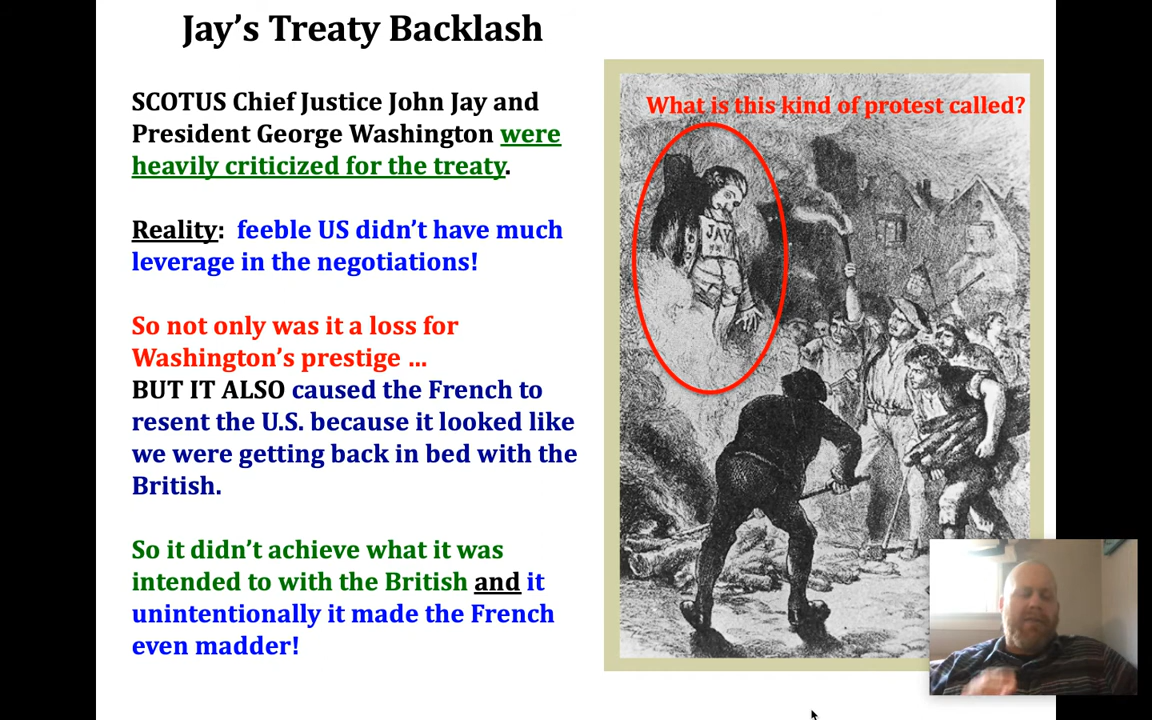 Jay’s Treaty Backlash
SCOTUS Chief Justice John Jay and
President George Washington were
heavily criticized for the treaty.
Reality:  feeble US didn’t have much
leverage in the negotiations!
So not only was it a loss for
Washington’s prestige …
BUT IT ALSO caused the French to
resent the U.S. because it looked like
we were getting back in bed with the
British.
So it didn’t achieve what it was
intended to with the British and it
unintentionally it made the French
even madder!
What is this kind of protest called?
JAY